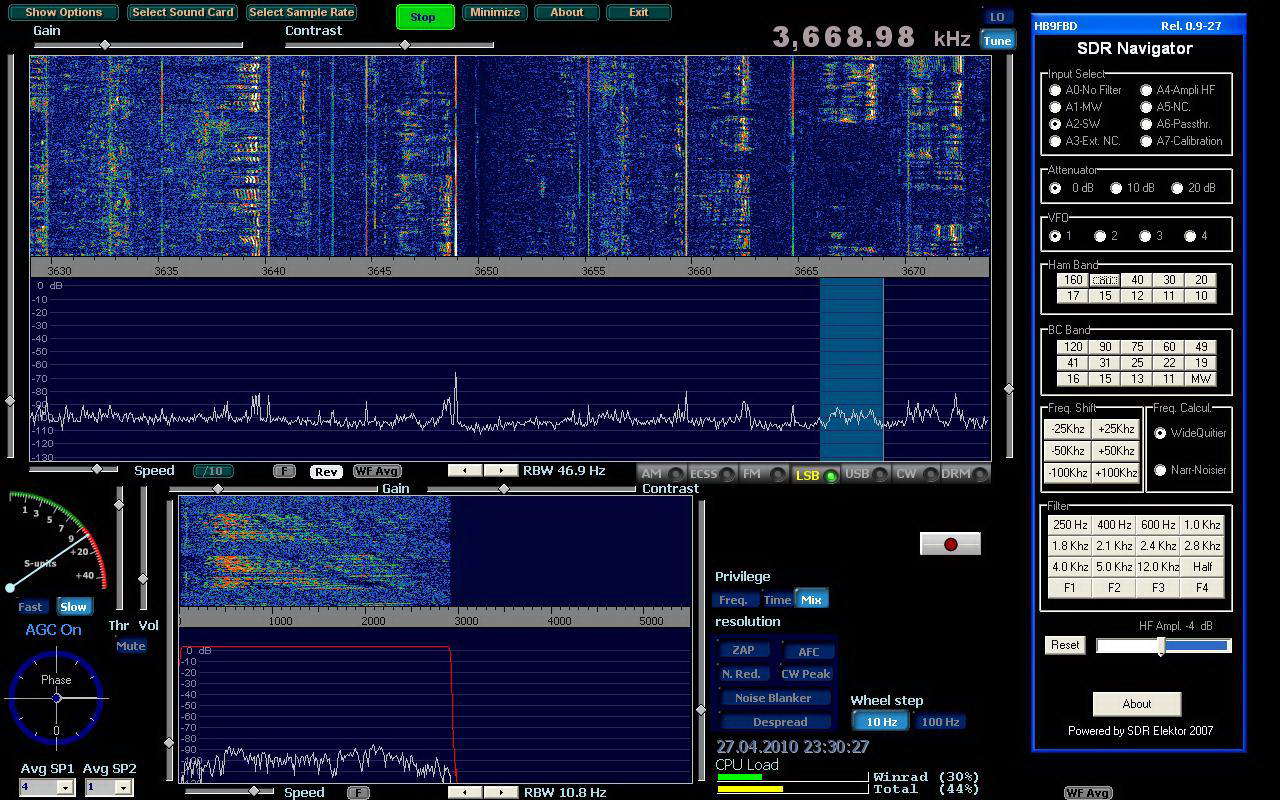 Show Options Select Sound Card Select Sample Rate Stop Minimize About Exit
Gain Contrast
3,668.98 kHz
LO
Tune
3630 3635 3640 3645 3650 3655 3660 3665 3670
0 dB
-10
-20
-30
-40
-50
-60
-70
-80
-90
-100
-110
-120
-130
Speed /10 F Rev WF Avg RBW 46.9 Hz
AM ECSS FM LSB USB CW DRM
Gain Contrast
1 3 5 7 9 +20 +40
S-units
Fast Slow
AGC On
Thr Vol
Mute
Phase
0
Avg SP1 Avg SP2
4 1
1000 2000 3000 4000 5000
0 dB
-10
-20
-30
-40
-50
-60
-70
-80
-90
Speed F RBW 10.8 Hz
Privilege
Freq. Time Mix
resolution
ZAP AFC
N. Red. CW Peak
Noise Blanker
Despread
Wheel step
10 Hz 100 Hz
27.04.2010 23:30:27
CPU Load
Winrad (30%)
Total (44%)
HB9FBD Rel. 0.9-27
SDR Navigator
Input Select
A0-No Filter A4-Ampli HF
A1-MW A5-NC.
A2-SW A6-Passthr.
A3-Ext. NC. A7-Calibration
Attenuator
0 dB 10 dB 20 dB
VFO
1 2 3 4
Ham Band
160 80 40 30 20
17 15 12 11 10
BC Band
120 90 75 60 49
41 31 25 22 19
16 15 13 11 MW
Freq. Shift
-25Khz +25Khz
-50Khz +50Khz
-100Khz +100Khz
Freq. Calcul.
WideQuitier
Narr-Noisier
Filter
250 Hz 400 Hz 600 Hz 1.0 Khz
1.8 Khz 2.1 Khz 2.4 Khz 2.8 Khz
4.0 Khz 5.0 Khz 12.0 Khz Half
F1 F2 F3 F4
HF Ampl. -4 dB
Reset
About
Powered by SDR Elektor 2007
WF Avg